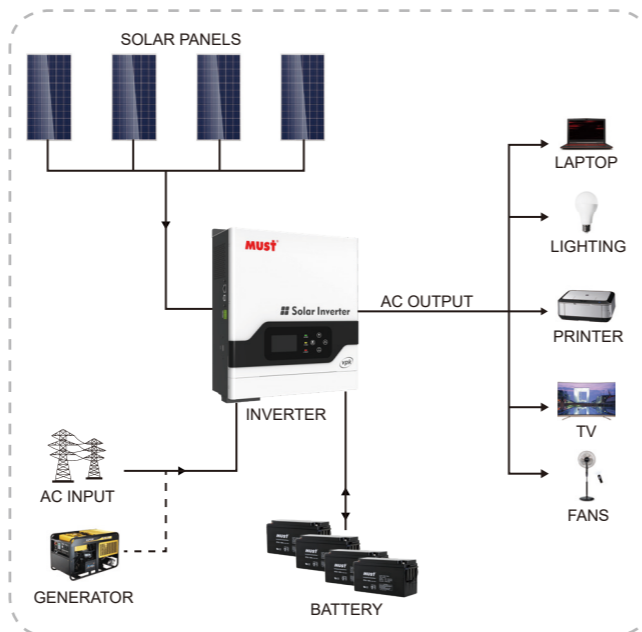 SOLAR PANELS
LAPTOP
LIGHTING
MUST
Solar Inverter
AC OUTPUT
PRINTER
INVERTER
TV
AC INPUT
FANS
MUST
GENERATOR
BATTERY